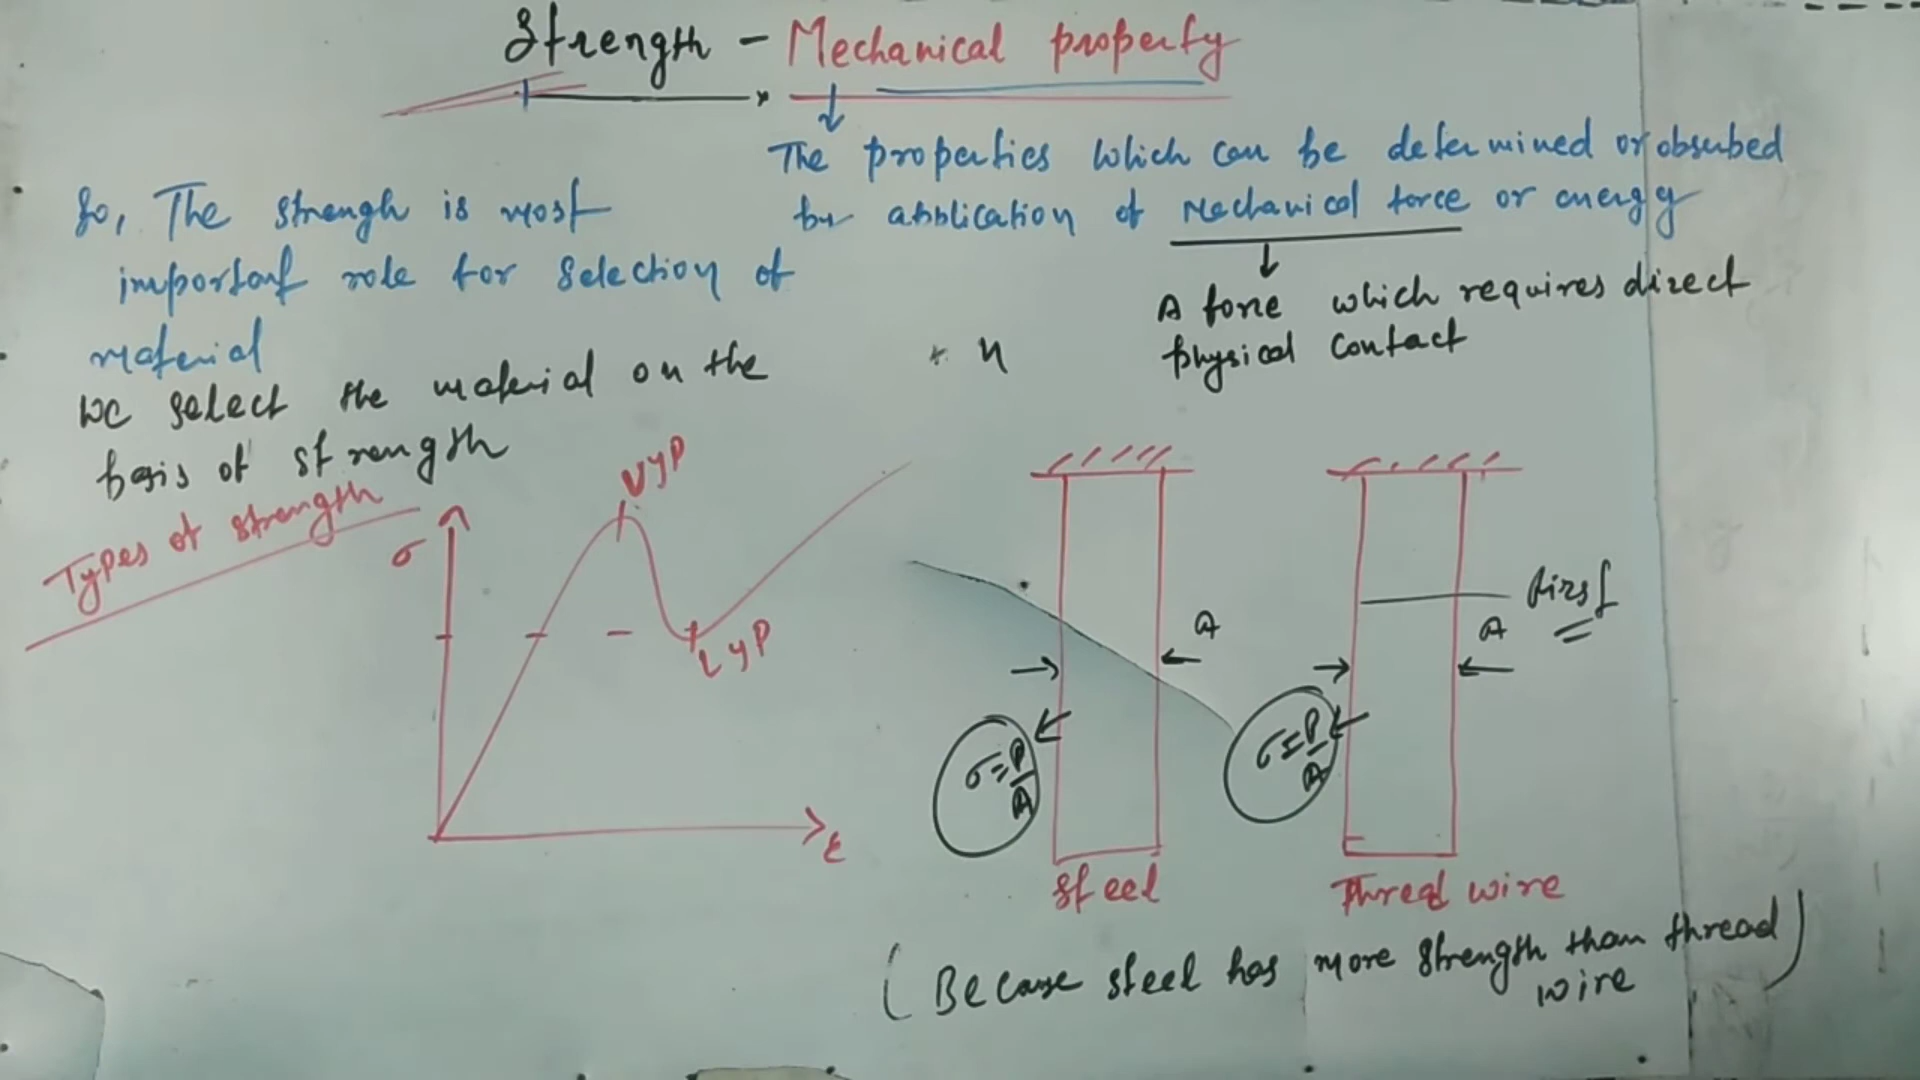 Strength - Mechanical property
The properties which can be determined or obserbed
by application of Mechanical force or energy
A force which requires direct
physical contact
So, The strength is most
important role for selection of
material
We select the material on the
basis of strength
Types of strength
σ
UYP
LYP
ε
A
σ = P/A
Steel
first
A
σ = P/A
Thread wire
(Because steel has more strength than thread)
wire